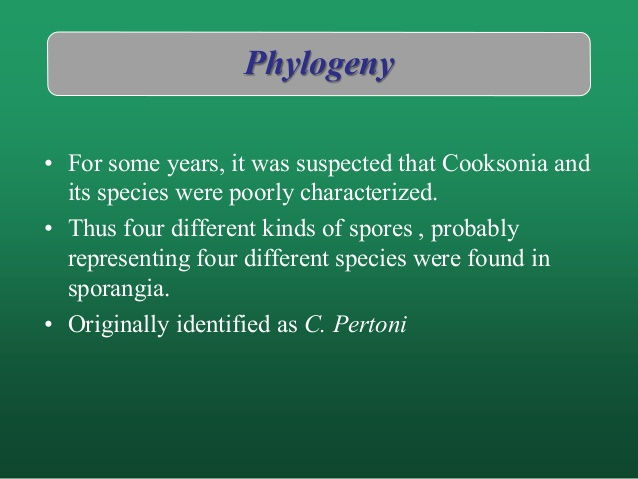 Phylogeny
• For some years, it was suspected that Cooksonia and
its species were poorly characterized.
• Thus four different kinds of spores , probably
representing four different species were found in
sporangia.
• Originally identified as C. Pertoni